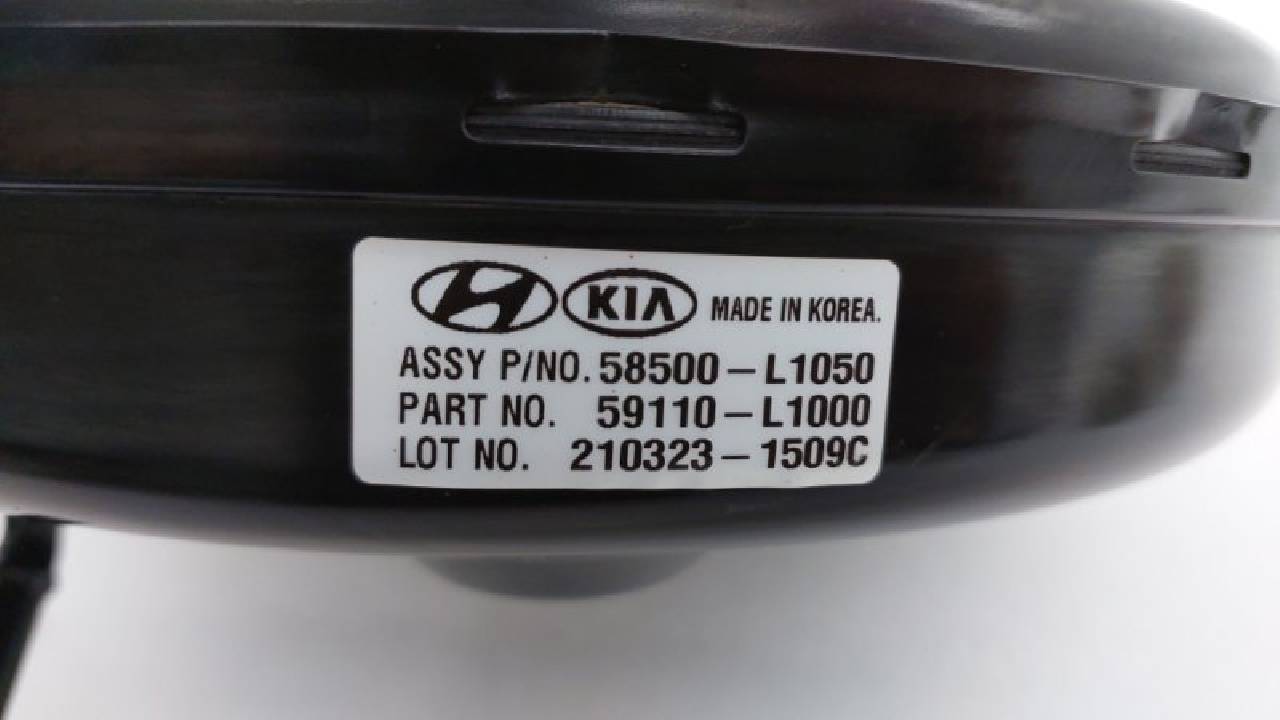 KIA MADE IN KOREA.
ASSY P/NO. 58500-L1050
PART NO. 59110-L1000
LOT NO. 210323-1509C